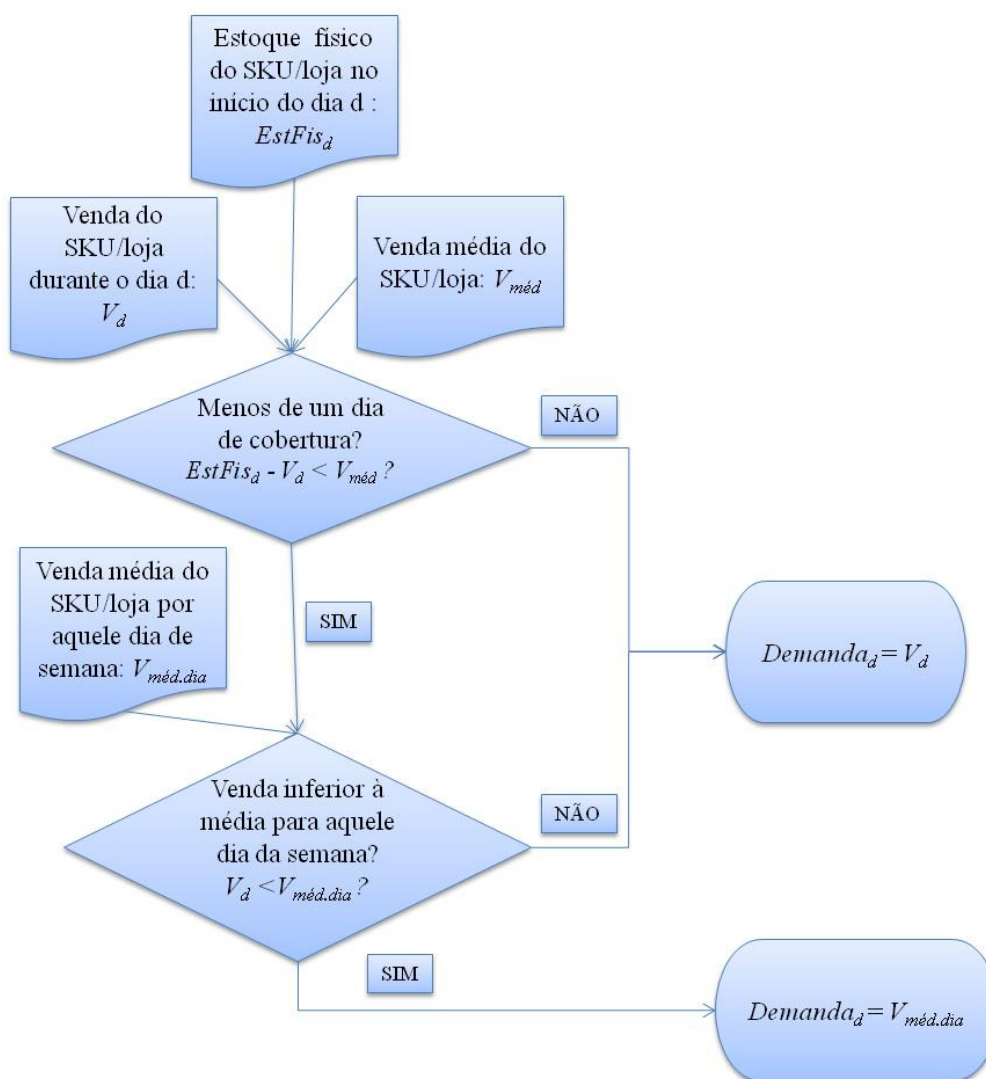 Estoque físico
do SKU/loja no
início do dia d :
EstFis_d
Venda do
SKU/loja
durante o dia d:
V_d
Venda média do
SKU/loja: V_méd
Menos de um dia
de cobertura?
EstFis_d - V_d < V_méd ?
NÃO
Venda média do
SKU/loja por
aquele dia de
semana: V_méd.dia
SIM
Demanda_d = V_d
Venda inferior à
média para aquele
dia da semana?
V_d < V_méd.dia ?
NÃO
SIM
Demanda_d = V_méd.dia